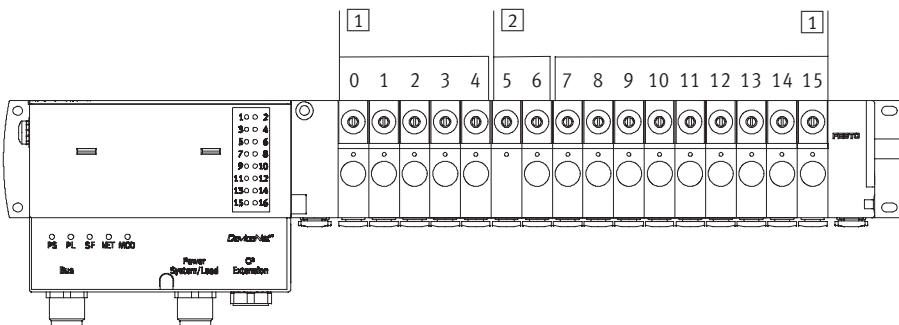 1 2 1
0 1 2 3 4 5 6 7 8 9 10 11 12 13 14 15
1 2
3 4
5 6
7 8
9 10
11 12
13 14
15 16
FESTO
PS PL SF NET MOD
DeviceNet
Bus
Power
System/Load
CP
Extension